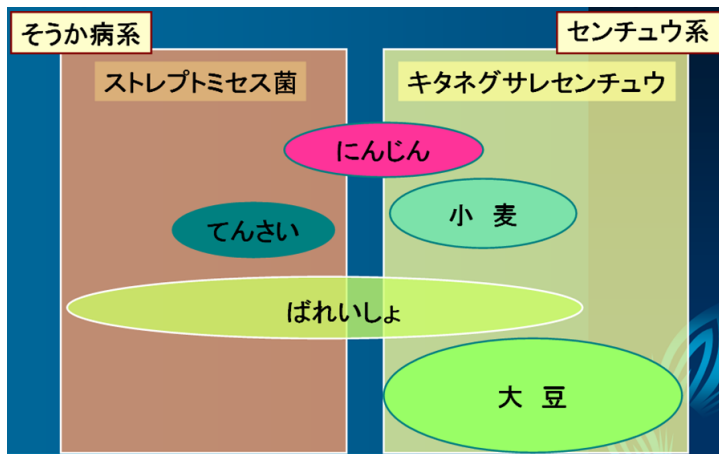 そうか病系
センチュウ系
ストレプトミセス菌
キタネグサレセンチュウ
にんじん
小 麦
てんさい
ばれいしょ
大 豆